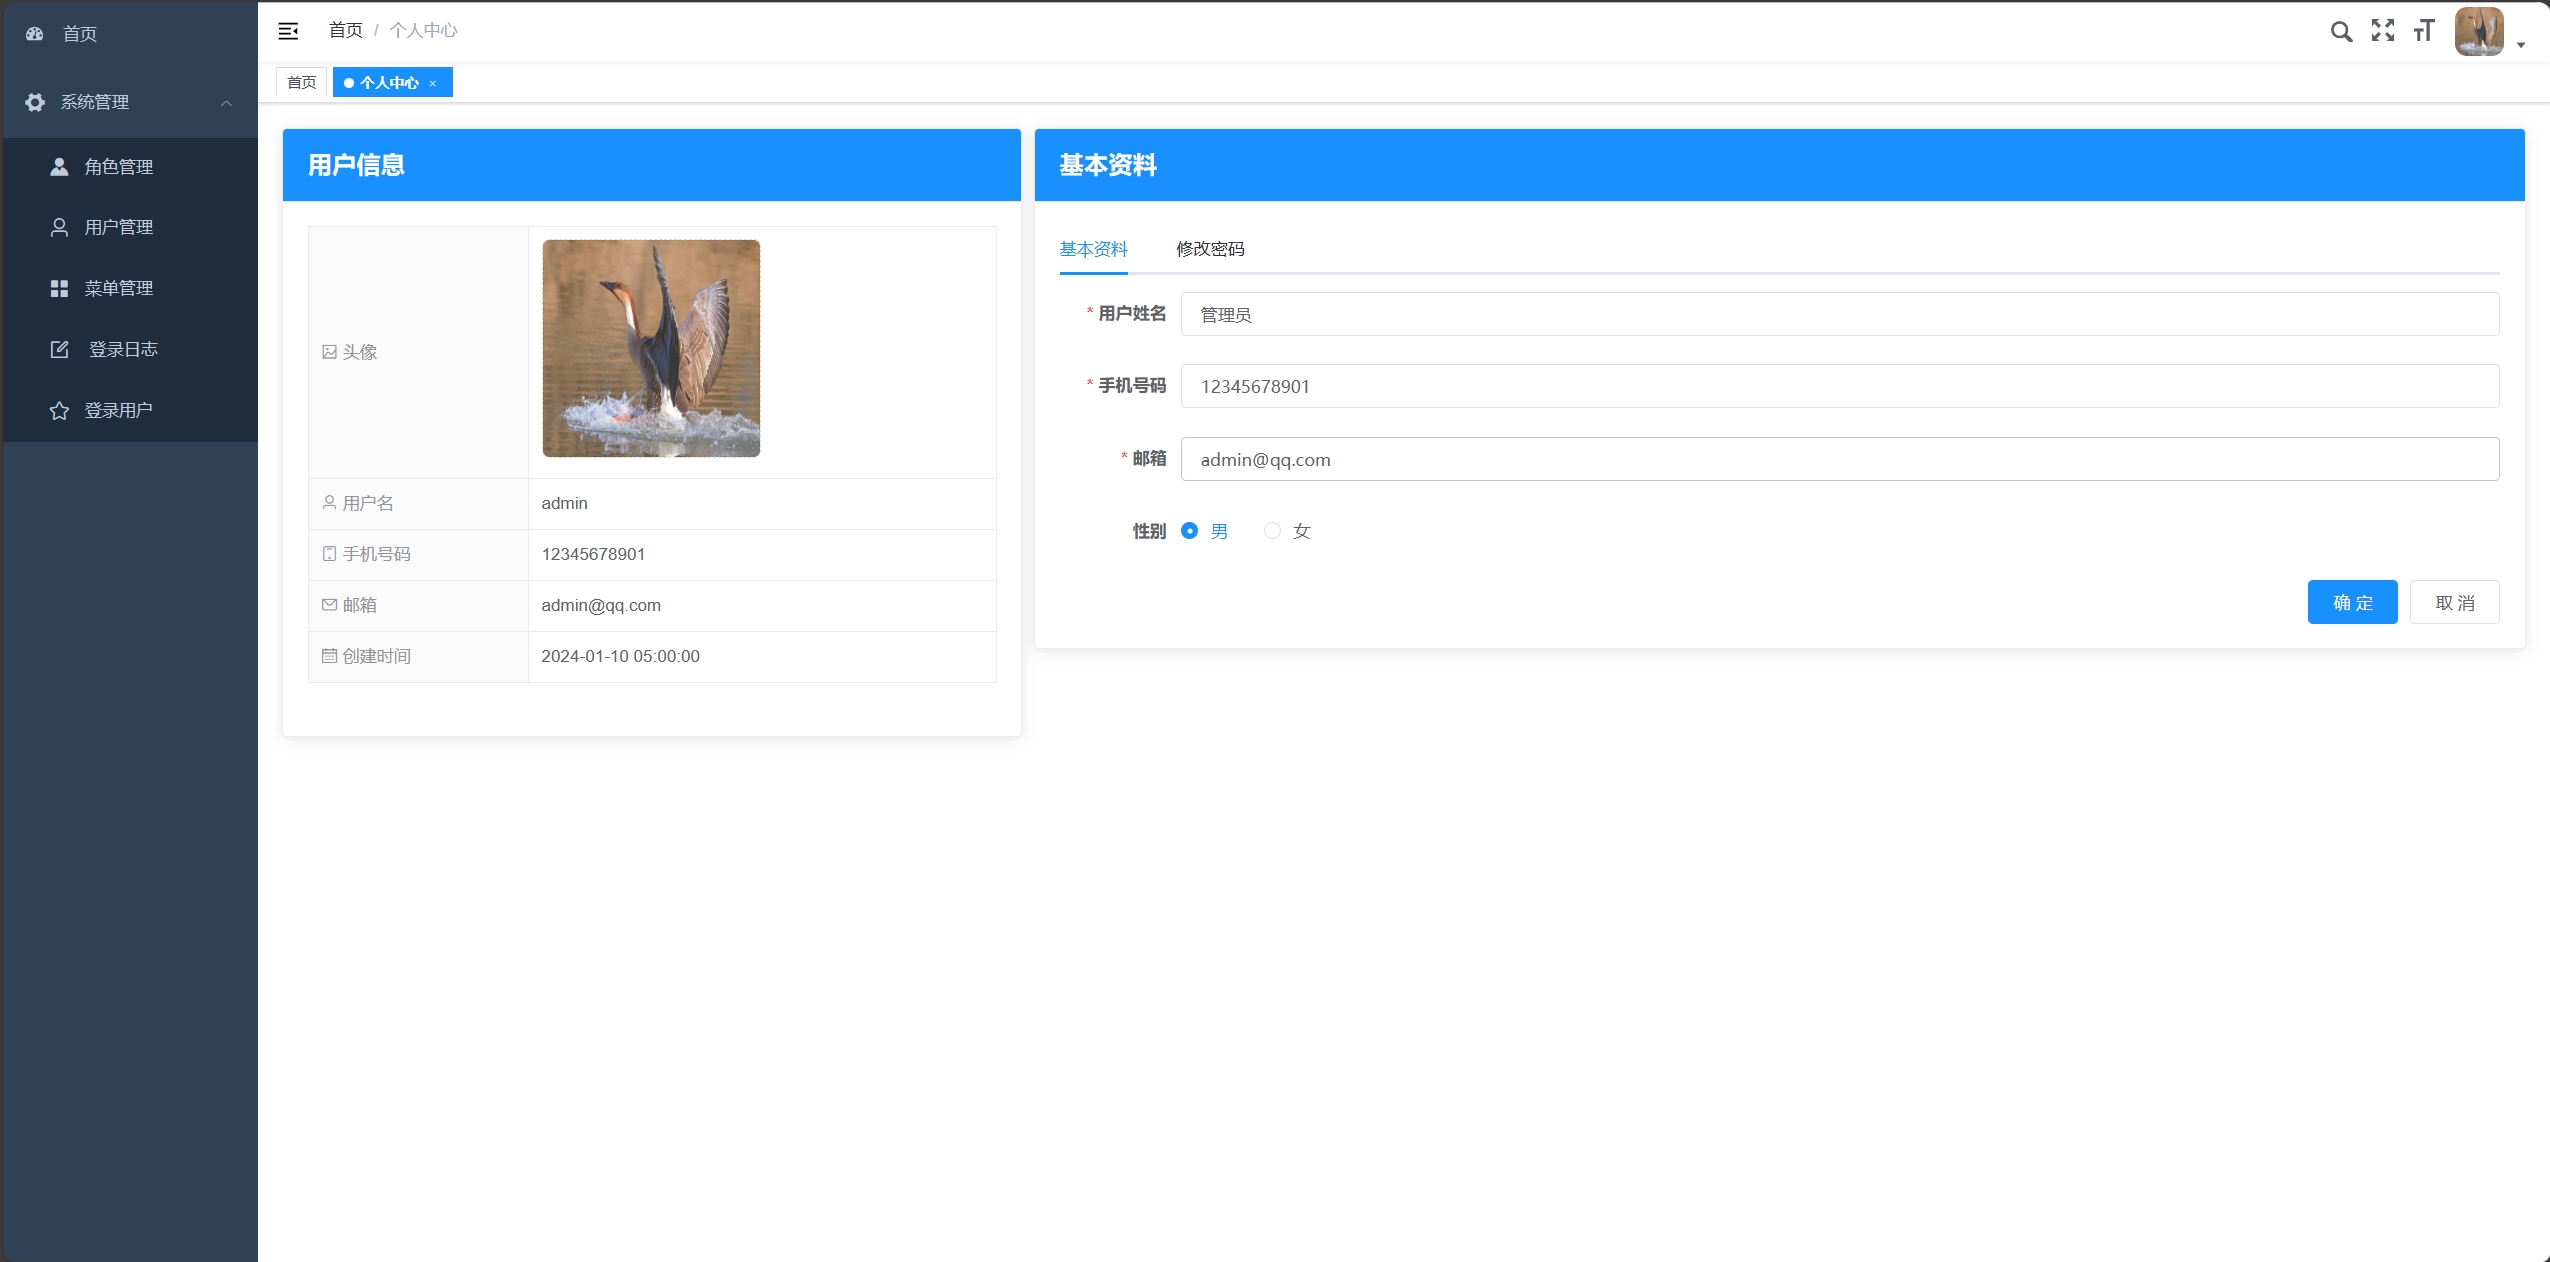 首页
系统管理
角色管理
用户管理
菜单管理
登录日志
登录用户
首页 / 个人中心
首页
个人中心 ×
用户信息
头像
用户名 admin
手机号码 12345678901
邮箱 admin@qq.com
创建时间 2024-01-10 05:00:00
基本资料
基本资料 修改密码
* 用户姓名 管理员
* 手机号码 12345678901
* 邮箱 admin@qq.com
性别 男 女
确 定 取 消